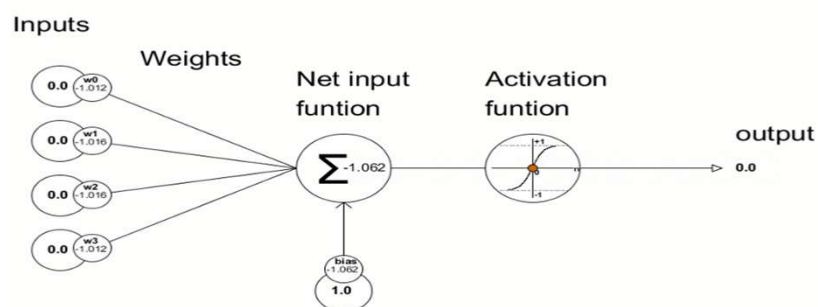 Inputs
Weights
Net input
funtion
Activation
funtion
output
0.0
w0
-1.012
0.0
w1
-1.016
0.0
w2
-1.016
0.0
w3
-1.012
Σ -1.062
+1
0
n
-1
0.0
bias
-1.062
1.0